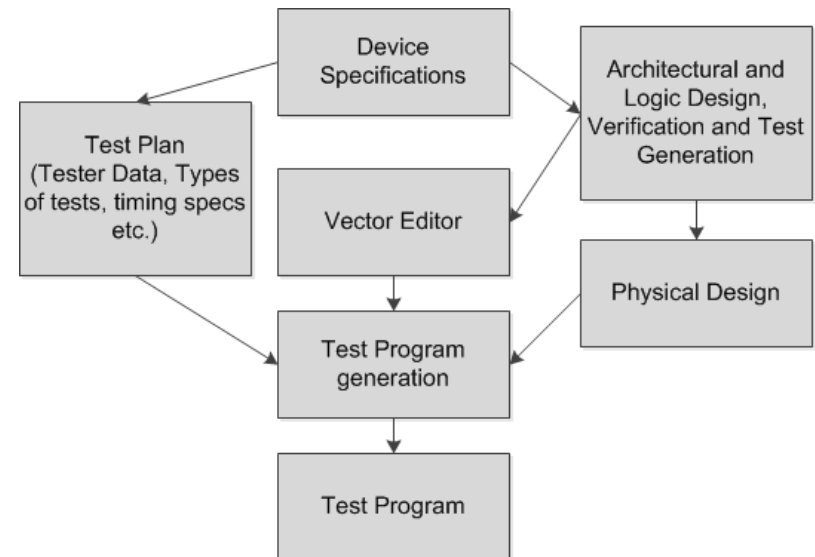 Device
Specifications
Architectural and
Logic Design,
Verification and Test
Generation
Test Plan
(Tester Data, Types
of tests, timing specs
etc.)
Vector Editor
Physical Design
Test Program
generation
Test Program